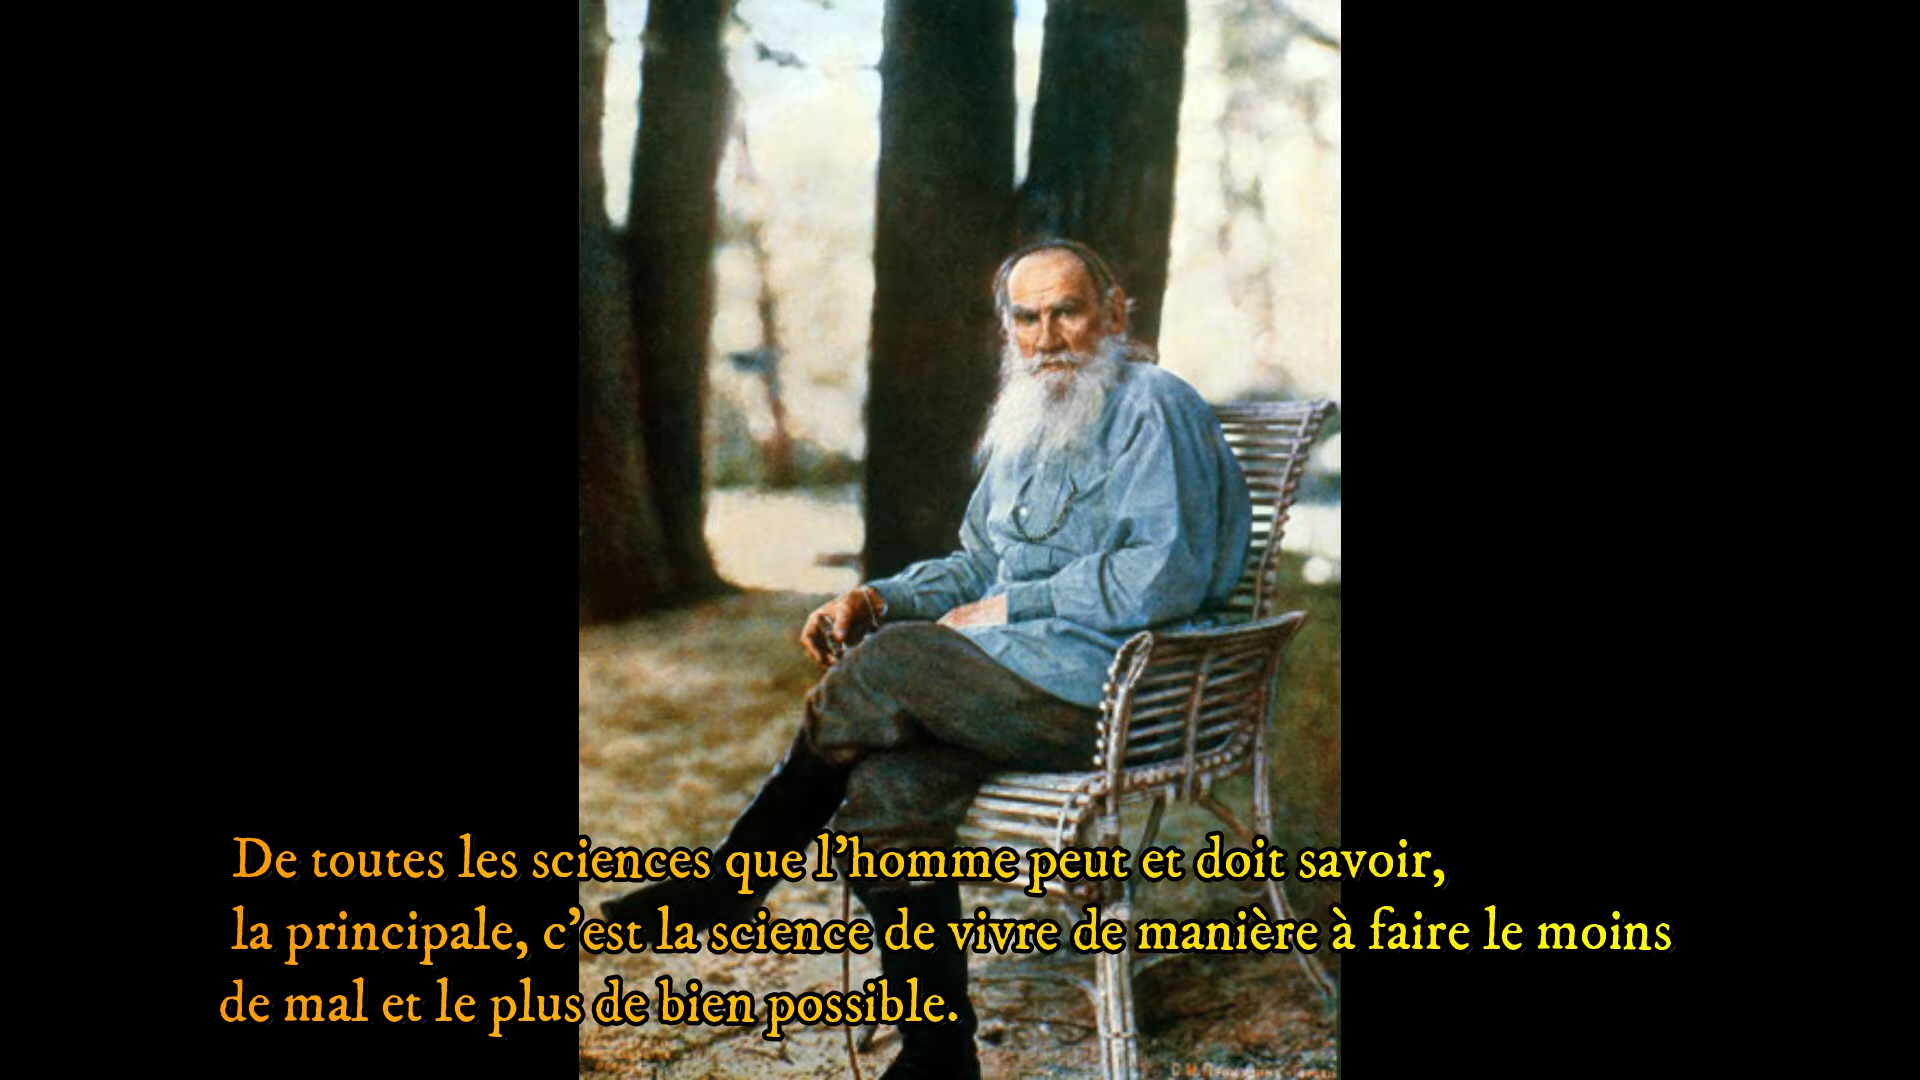 De toutes les sciences que l’homme peut et doit savoir,
la principale, c’est la science de vivre de manière à faire le moins
de mal et le plus de bien possible.